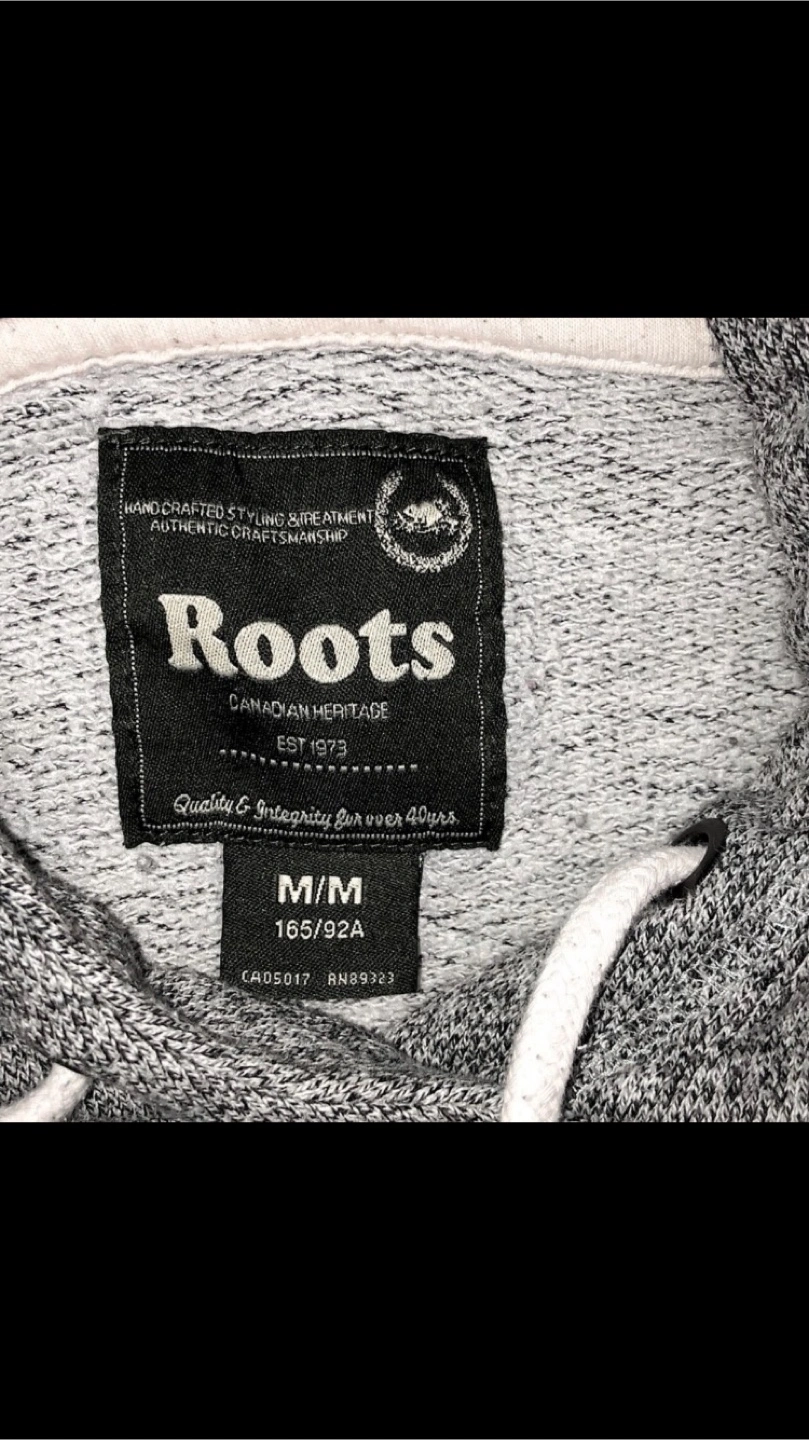 HAND CRAFTED STYLING & TREATMENT
AUTHENTIC CRAFTSMANSHIP
Roots
CANADIAN HERITAGE
EST 1973
Quality & Integrity for over 40yrs.
M/M
165/92A
CA05017 RN89323